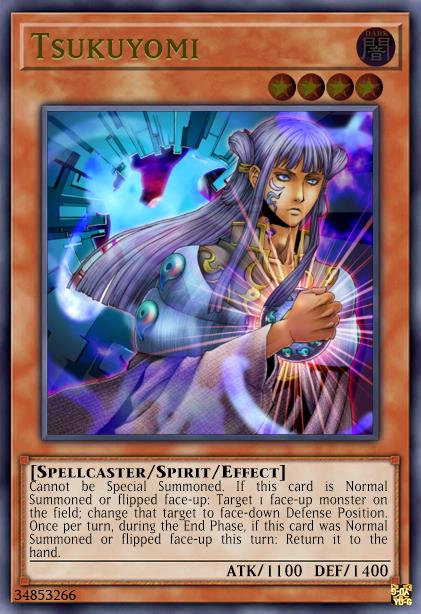 Tsukuyomi
DARK
闇
[Spellcaster/Spirit/Effect]
Cannot be Special Summoned. If this card is Normal
Summoned or flipped face-up: Target 1 face-up monster on
the field; change that target to face-down Defense Position.
Once per turn, during the End Phase, if this card was Normal
Summoned or flipped face-up this turn: Return it to the
hand.
ATK/1100 DEF/1400
34853266